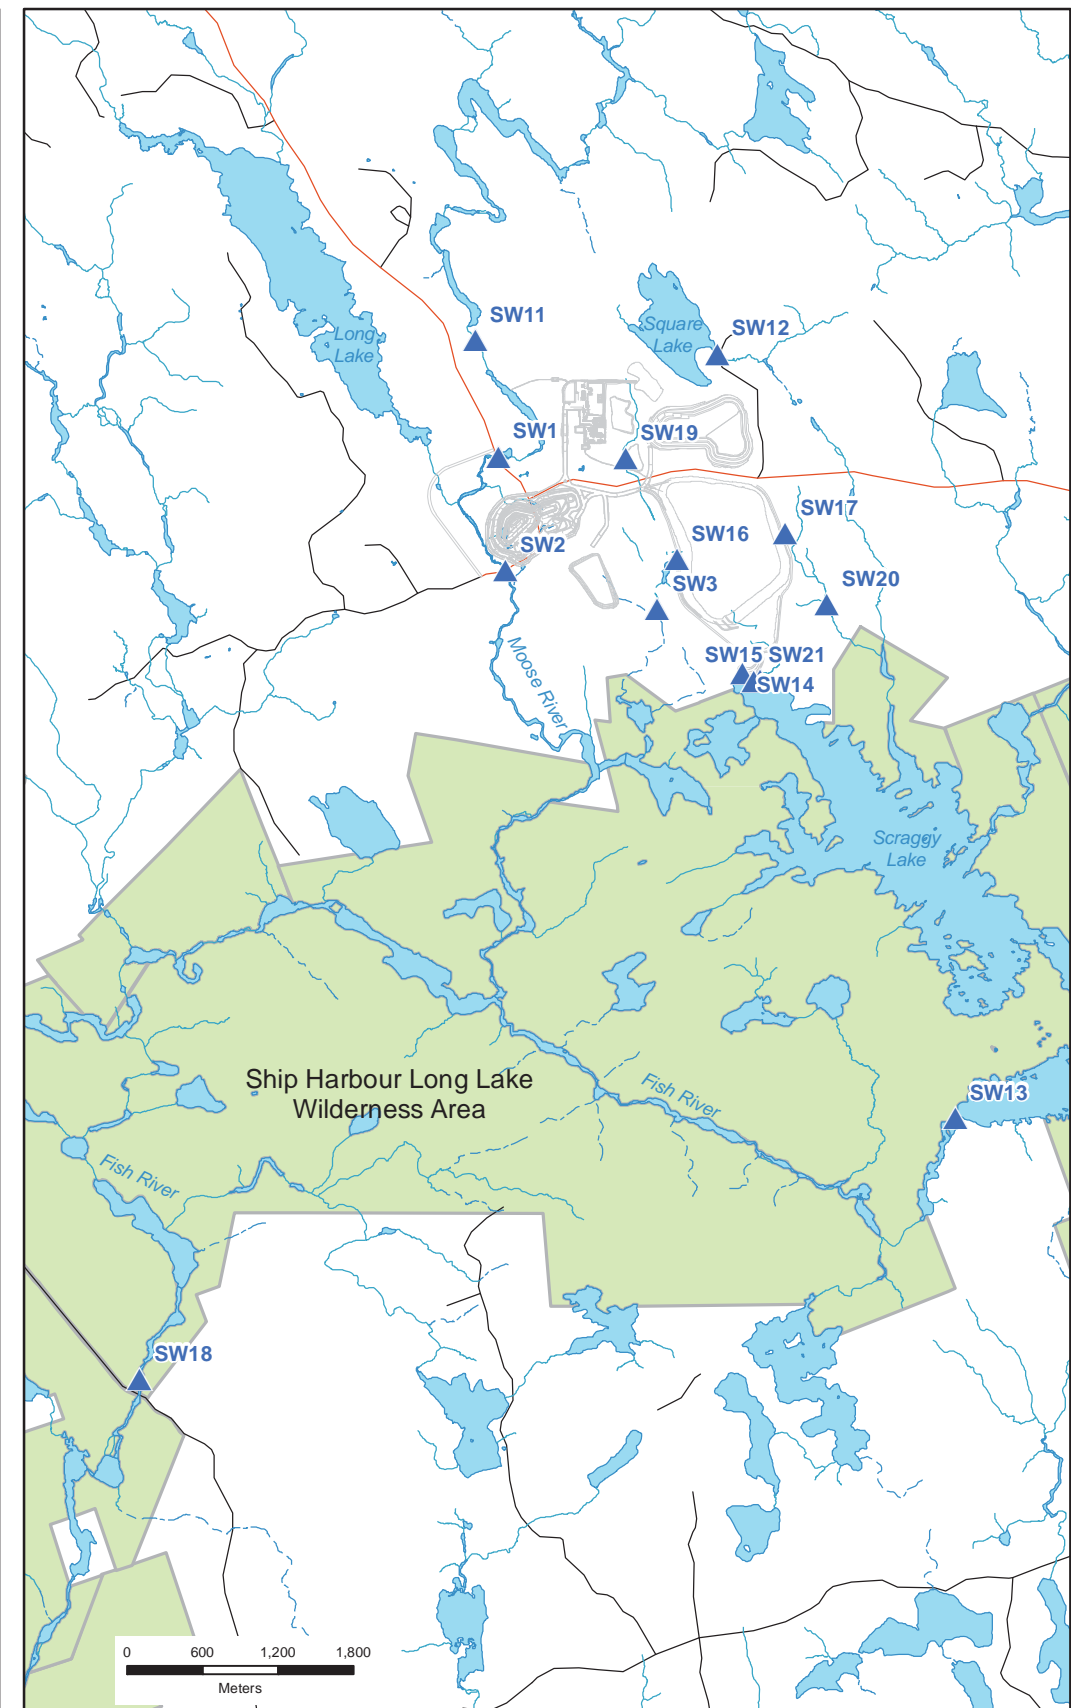 SW11
Long
Lake
Square
Lake
SW12
SW1
SW19
SW17
SW16
SW2
SW3
SW20
SW15
SW21
SW14
Moose River
Scraggy
Lake
Ship Harbour Long Lake
Wilderness Area
Fish River
SW13
Fish River
SW18
0
600
1,200
1,800
Meters